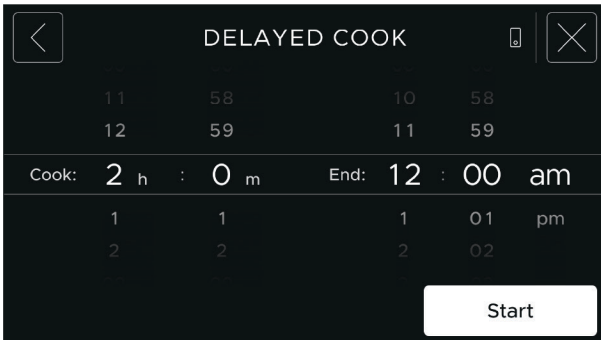 DELAYED COOK
11 58 10 58
12 59 11 59
Cook: 2 h : 0 m End: 12 : 00 am
1 1 1 01 pm
2 2 2 02
Start